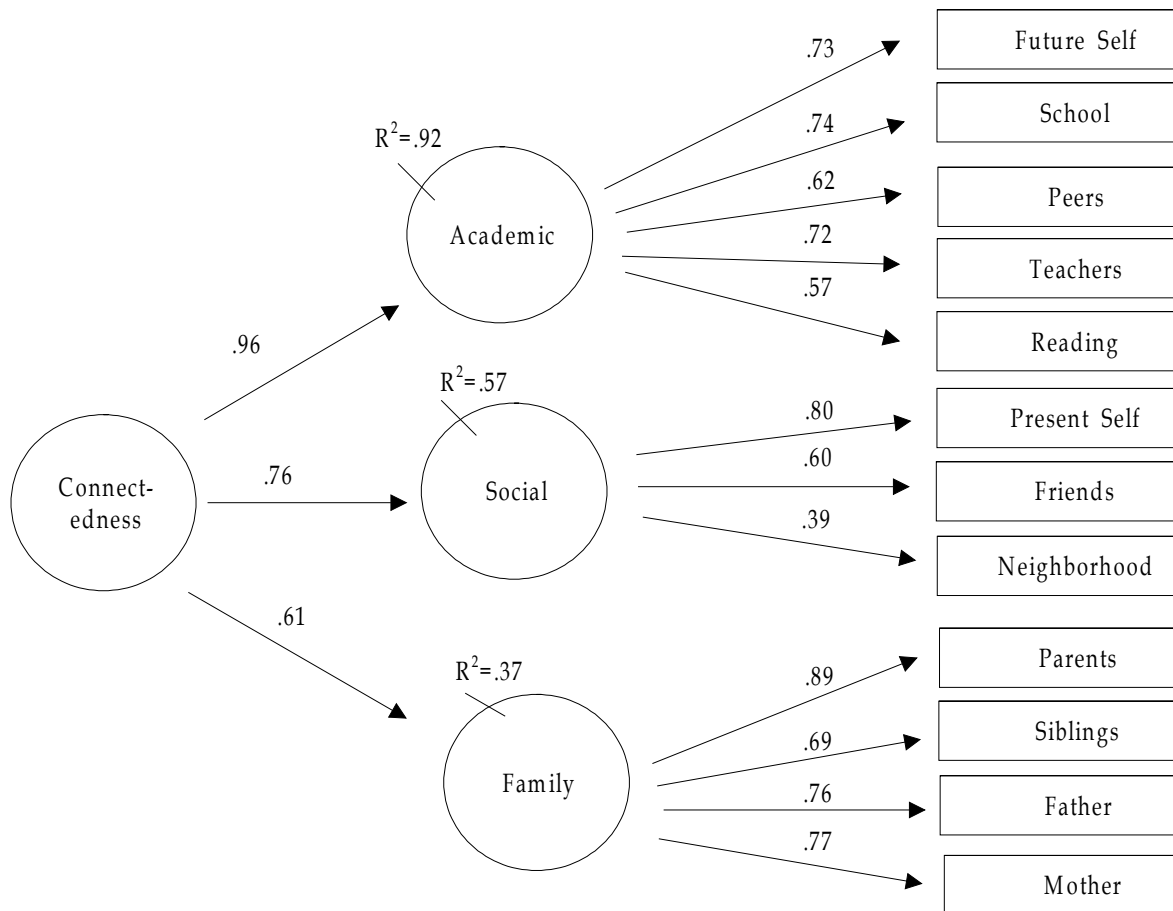 Future Self
.73
School
R²=.92
.74
.62
Peers
Academic
.72
Teachers
.57
Reading
.96
R²=.57
.80
Present Self
.60
Connect-
edness
.76
Social
Friends
.39
Neighborhood
.61
R²=.37
Parents
.89
Siblings
.69
Family
.76
Father
.77
Mother